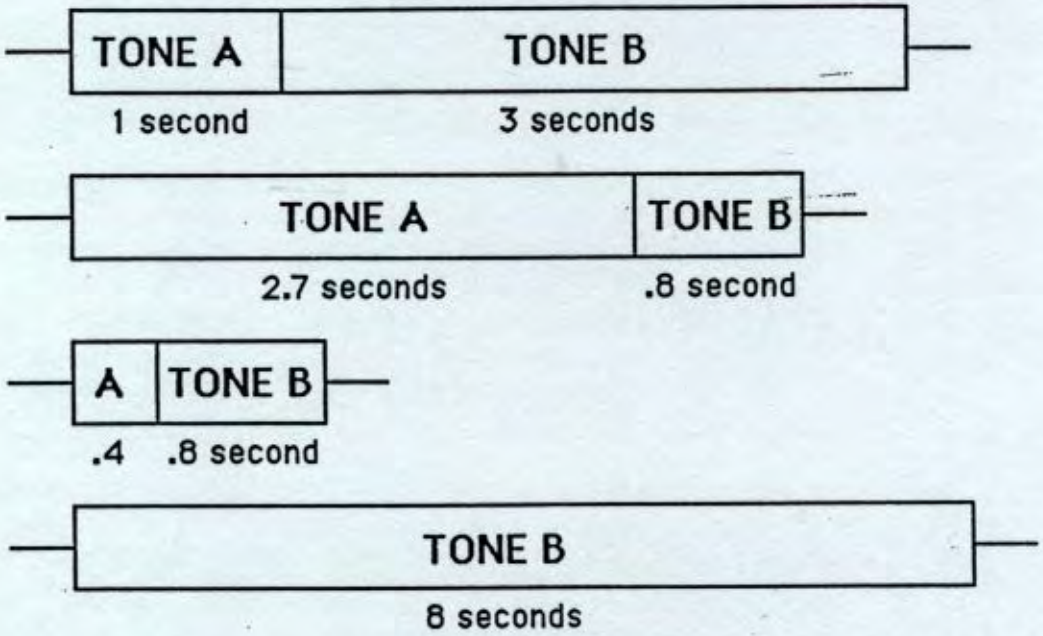 TONE A TONE B
1 second 3 seconds
TONE A TONE B
2.7 seconds .8 second
A TONE B
.4 .8 second
TONE B
8 seconds